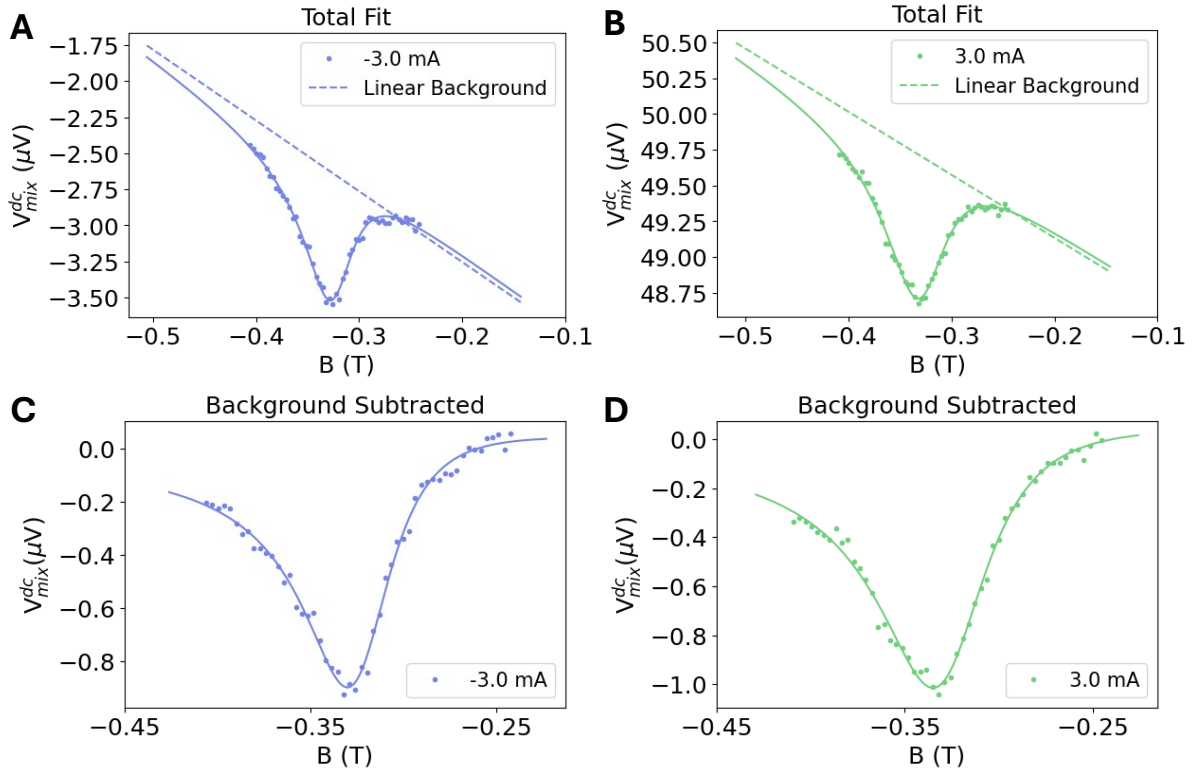 A
Total Fit
-3.0 mA
Linear Background
−1.75
−2.00
−2.25
−2.50
−2.75
−3.00
−3.25
−3.50
V_{mix}^{dc} (μV)
−0.5
−0.4
−0.3
−0.2
−0.1
B (T)
B
Total Fit
3.0 mA
Linear Background
50.50
50.25
50.00
49.75
49.50
49.25
49.00
48.75
V_{mix}^{dc} (μV)
−0.5
−0.4
−0.3
−0.2
−0.1
B (T)
C
Background Subtracted
0.0
−0.2
−0.4
−0.6
−0.8
V_{mix}^{dc}(μV)
-3.0 mA
−0.45
−0.35
−0.25
B (T)
D
Background Subtracted
0.0
−0.2
−0.4
−0.6
−0.8
−1.0
V_{mix}^{dc}(μV)
3.0 mA
−0.45
−0.35
−0.25
B (T)